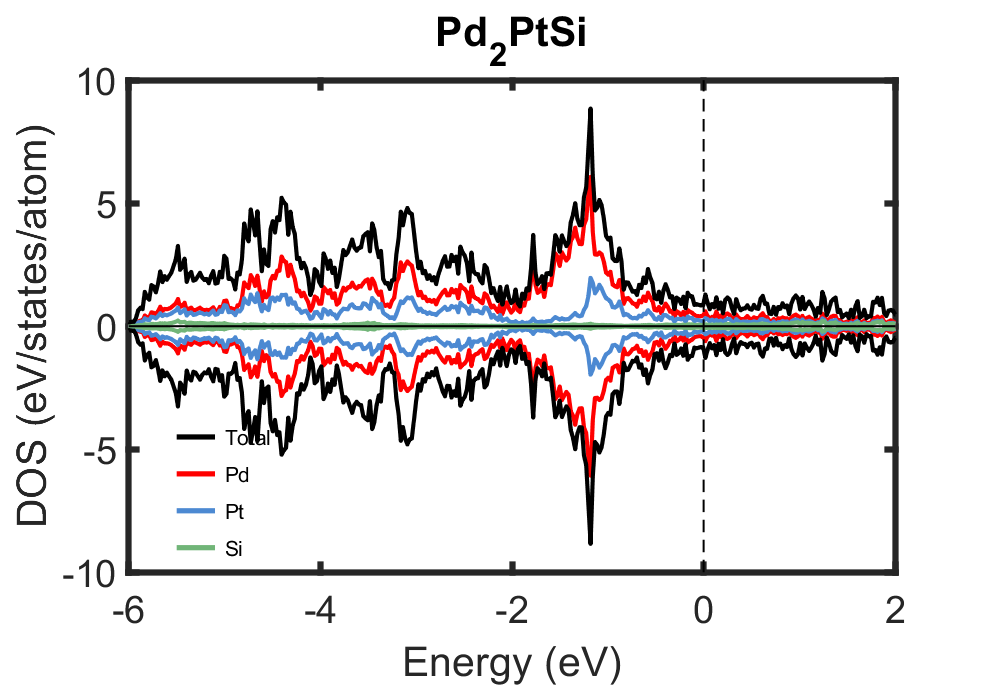 Pd2PtSi
10
5
0
-5
-10
DOS (eV/states/atom)
Total
Pd
Pt
Si
-6 -4 -2 0 2
Energy (eV)